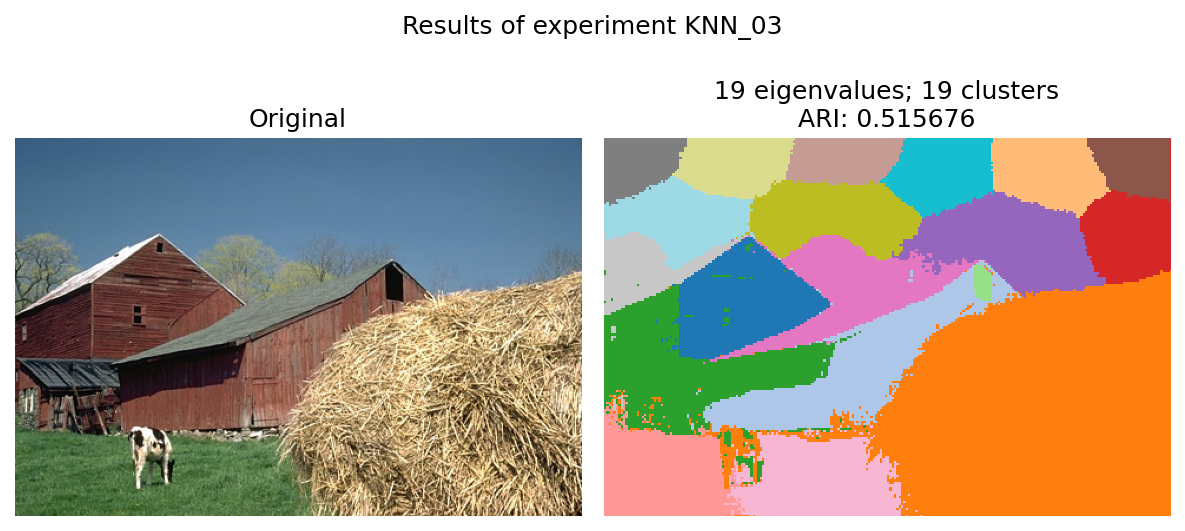 Results of experiment KNN_03
Original
19 eigenvalues; 19 clusters
ARI: 0.515676